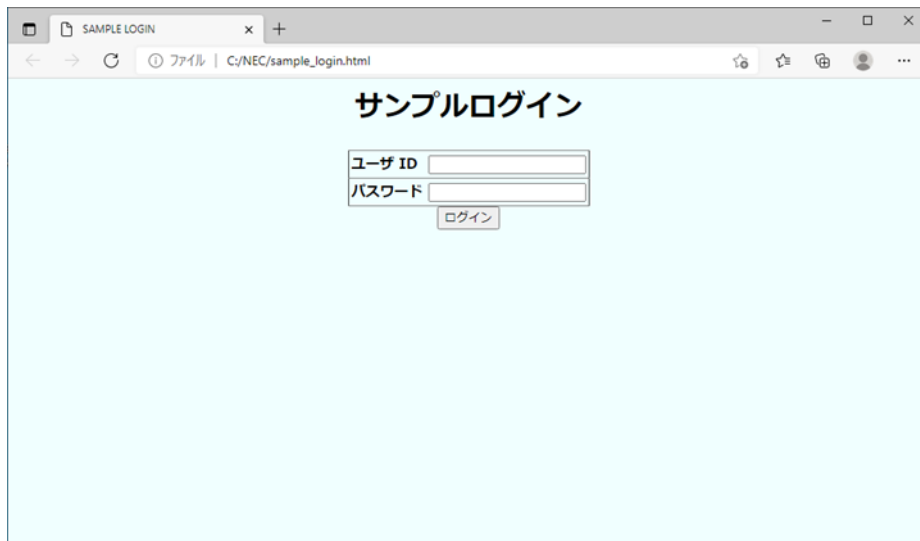 SAMPLE LOGIN
ファイル | C:/NEC/sample_login.html
サンプルログイン
ユーザ ID
パスワード
ログイン